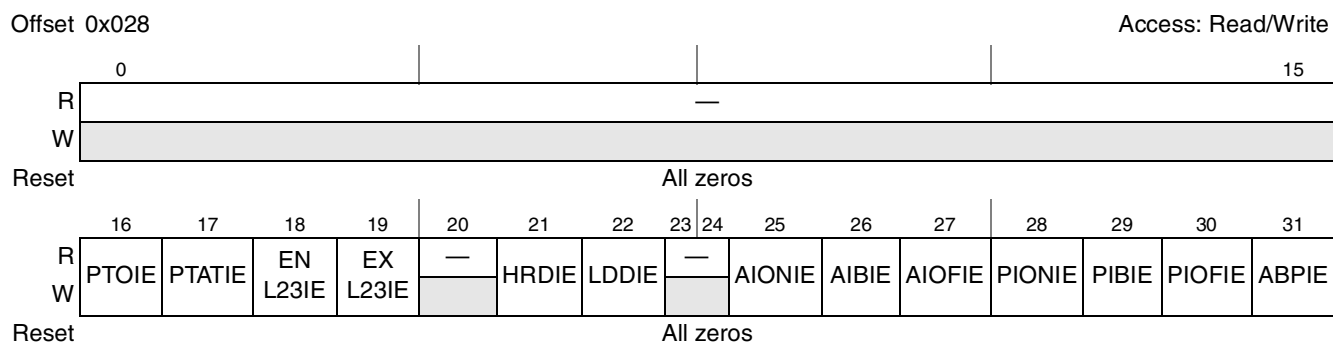 Offset 0x028 Access: Read/Write
0 15
R —
W
Reset All zeros
16 17 18 19 20 21 22 23 24 25 26 27 28 29 30 31
R PTOIE PTATIE EN L23IE EX L23IE — HRDIE LDDIE — AIONIE AIBIE AIOFIE PIONIE PIBIE PIOFIE ABPIE
W
Reset All zeros